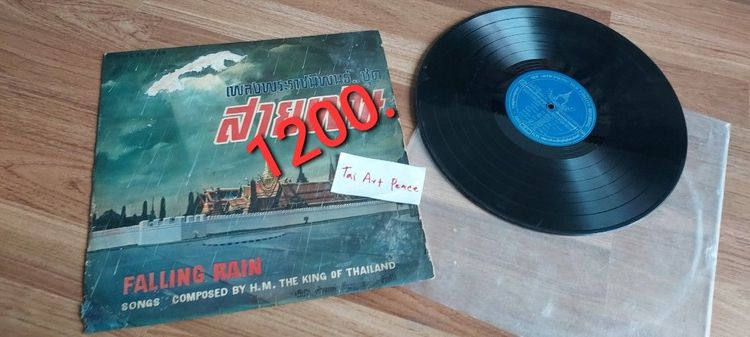 เพลงพระราชนิพนธ์..ชุด
สายฝน
1200.
Tai Art Peace
FALLING RAIN
SONGS COMPOSED BY H.M. THE KING OF THAILAND